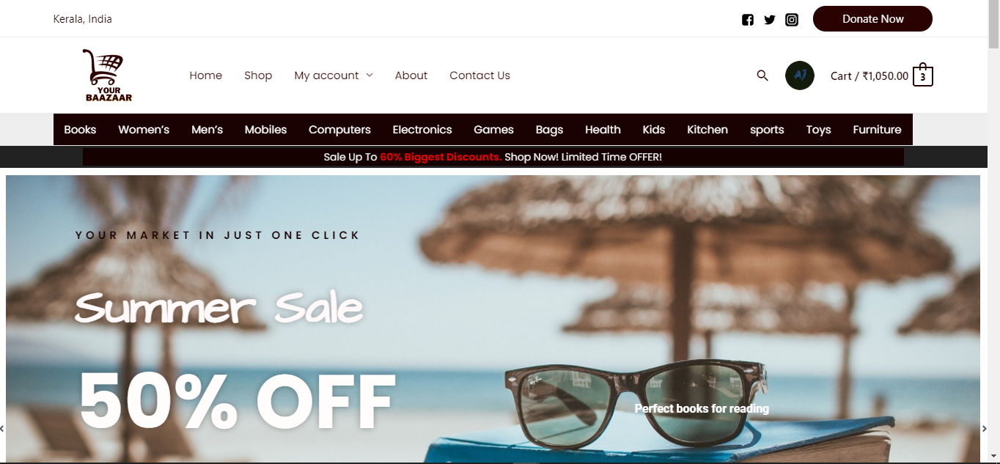 Kerala, India
Donate Now
YOUR
BAAZAAR
Home Shop My account About Contact Us
Cart / ₹1,050.00 3
Books Women's Men's Mobiles Computers Electronics Games Bags Health Kids Kitchen sports Toys Furniture
Sale Up To 60% Biggest Discounts. Shop Now! Limited Time OFFER!
YOUR MARKET IN JUST ONE CLICK
Summer Sale
50% OFF
Ray-Ban
Perfect books for reading